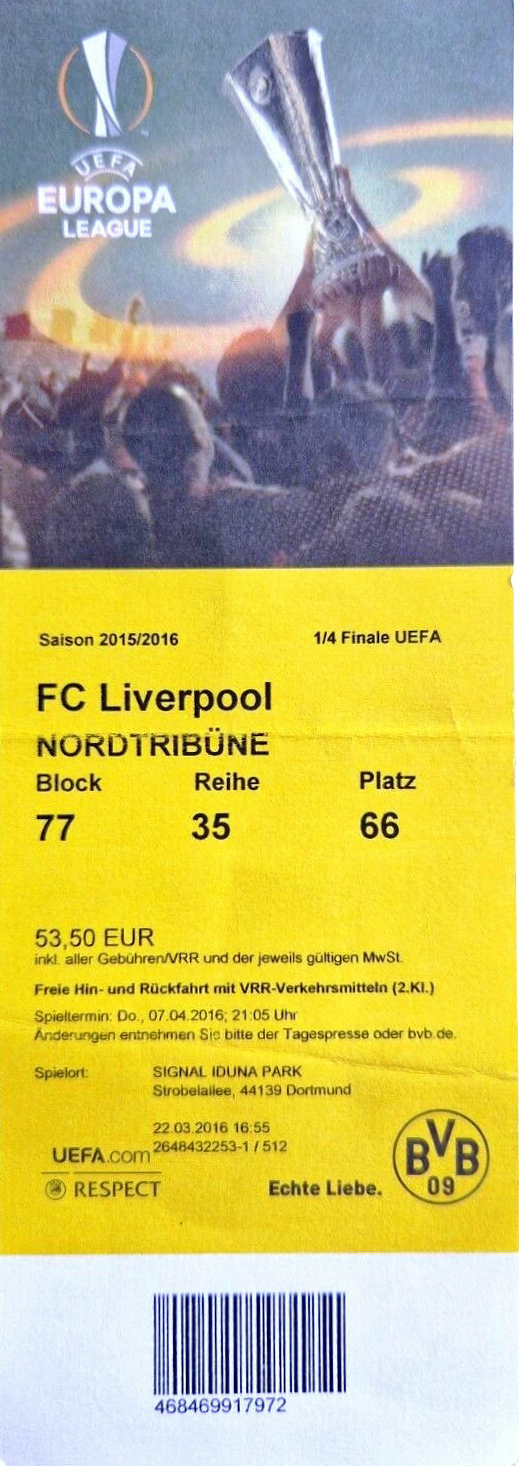 UEFA
EUROPA
LEAGUE
Saison 2015/2016 1/4 Finale UEFA
FC Liverpool
NORDTRIBÜNE
Block Reihe Platz
77 35 66
53,50 EUR
inkl. aller Gebühren/VRR und der jeweils gültigen MwSt.
Freie Hin- und Rückfahrt mit VRR-Verkehrsmitteln (2.Kl.)
Spieltermin: Do., 07.04.2016; 21:05 Uhr
Änderungen entnehmen Sie bitte der Tagespresse oder bvb.de.
Spielort: SIGNAL IDUNA PARK
Strobelallee, 44139 Dortmund
22.03.2016 16:55
2648432253-1 / 512
UEFA.com
RESPECT
Echte Liebe.
BVB
09
468469917972